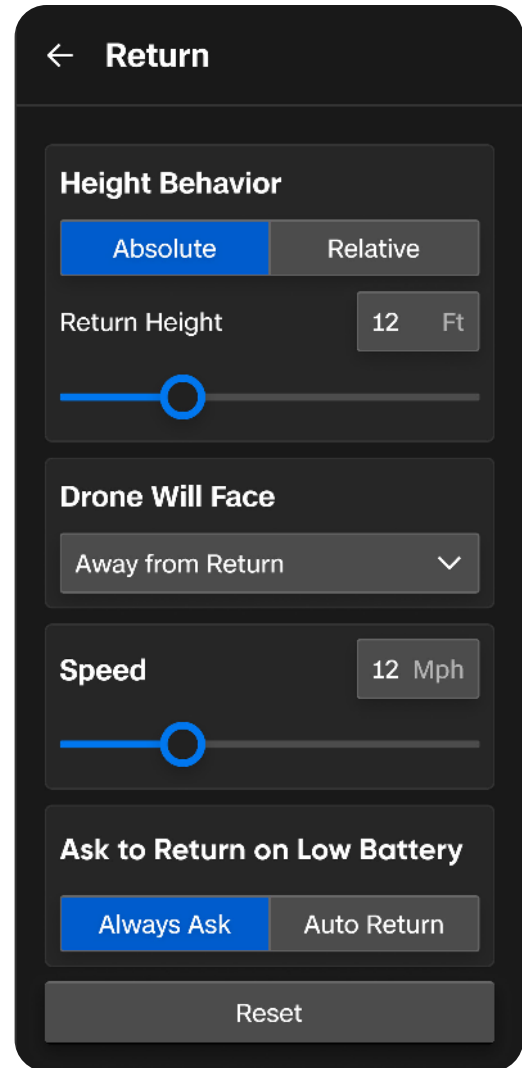 Return
Height Behavior
Absolute Relative
Return Height 12 Ft
Drone Will Face
Away from Return
Speed 12 Mph
Ask to Return on Low Battery
Always Ask Auto Return
Reset